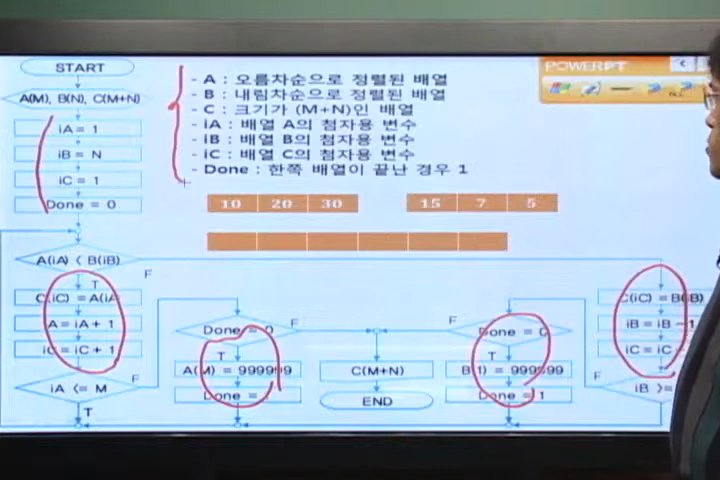 START
A(M), B(N), C(M+N)
iA = 1
iB = N
iC = 1
Done = 0
- A : 오름차순으로 정렬된 배열
- B : 내림차순으로 정렬된 배열
- C : 크기가 (M+N)인 배열
- iA : 배열 A의 첨자용 변수
- iB : 배열 B의 첨자용 변수
- iC : 배열 C의 첨자용 변수
- Done : 한쪽 배열이 끝난 경우 1
POWERPT
10 20 30
15 7 5
A(iA) < B(iB)
F
T
C(iC) = A(iA
A = iA + 1
iC = iC + 1
iA <= M
F
T
Done = 0
F
T
A(M) = 999999
Done =
C(M+N)
END
Done = 0
F
T
B(1) = 999999
Done = 1
C(iC) = B(iB)
iB = iB - 1
iC = iC
F
iB >=